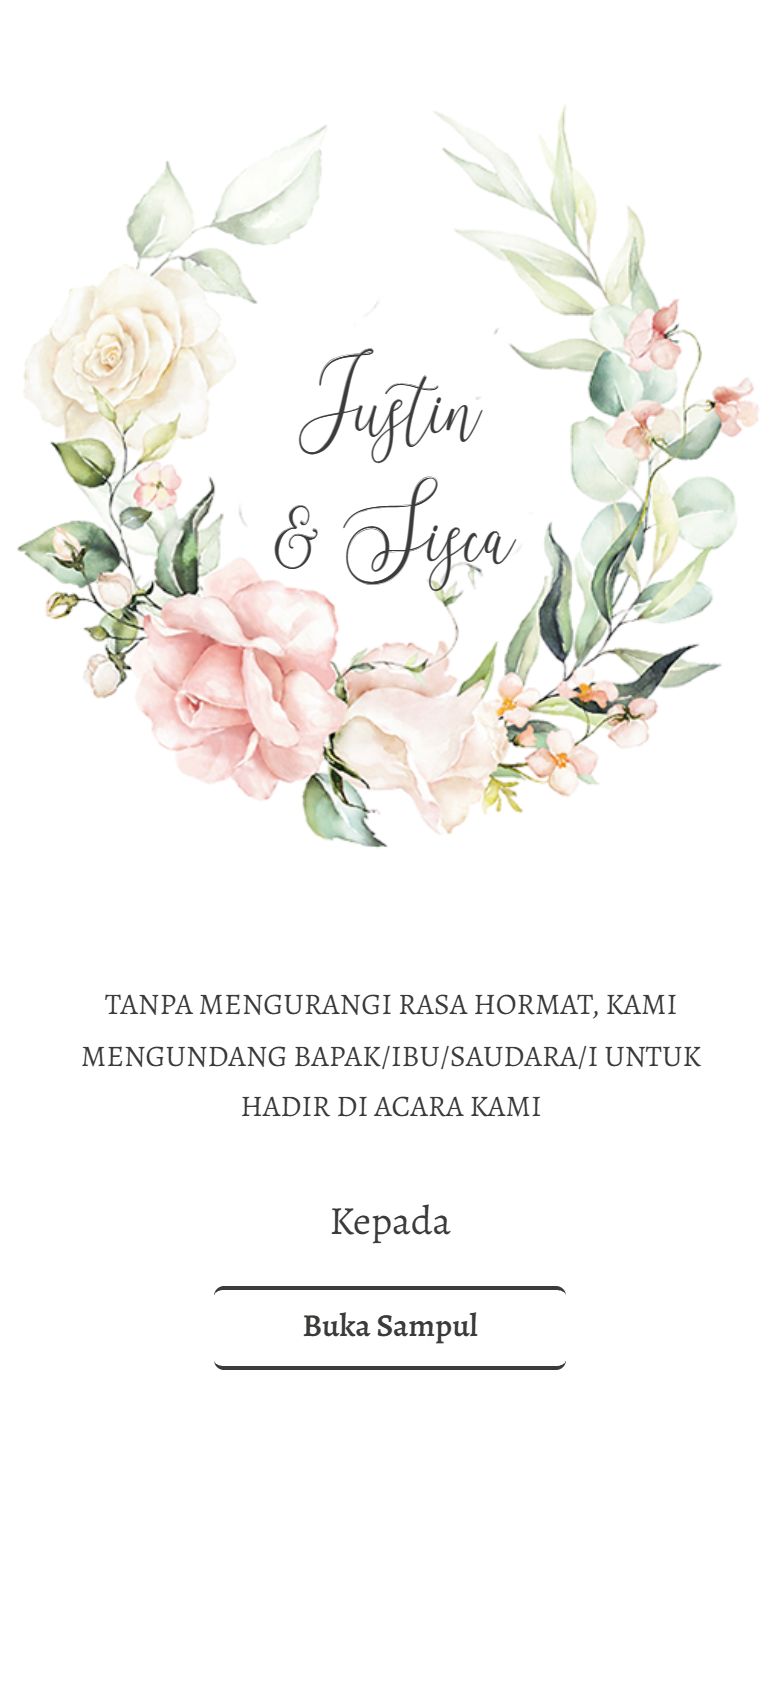 Justin
& Sisca
TANPA MENGURANGI RASA HORMAT, KAMI
MENGUNDANG BAPAK/IBU/SAUDARA/I UNTUK
HADIR DI ACARA KAMI
Kepada
Buka Sampul